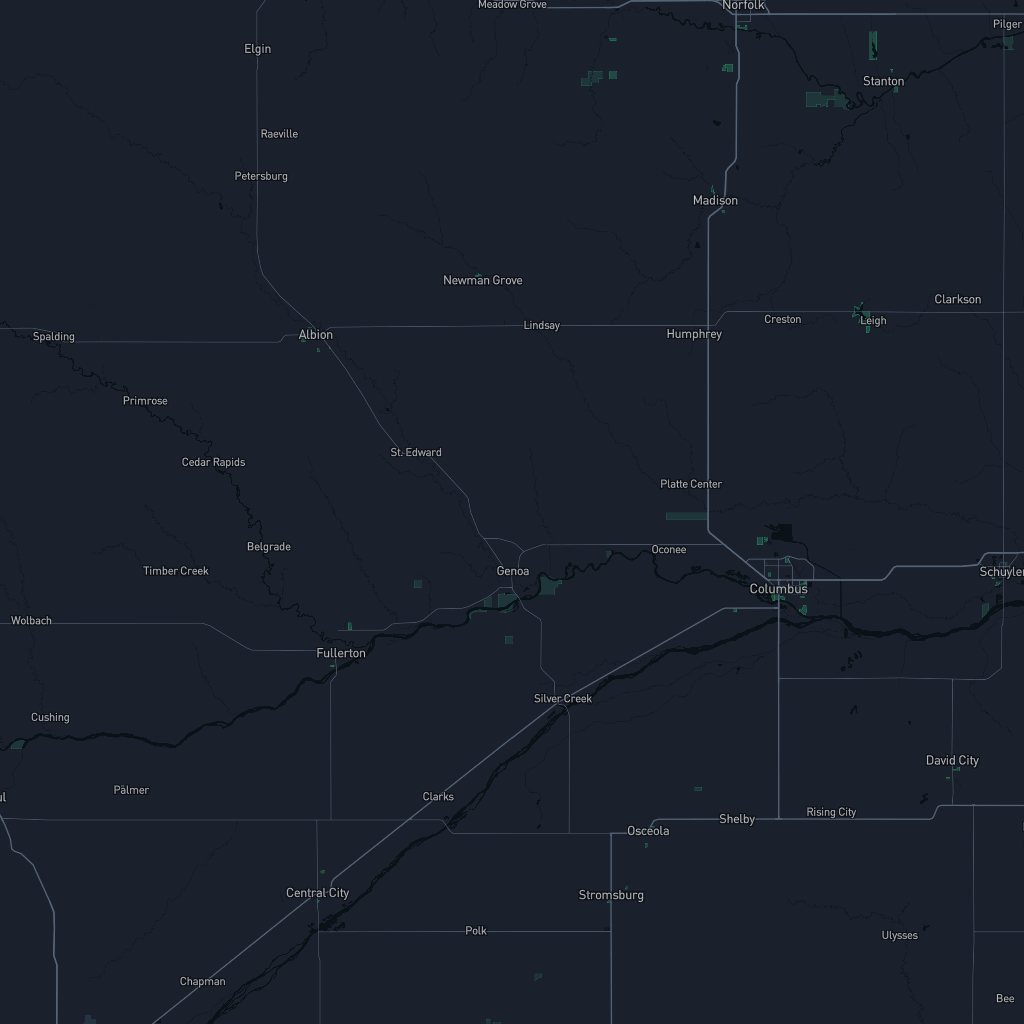 Meadow Grove
Norfolk
Pilger
Elgin
Stanton
Raeville
Petersburg
Madison
Newman Grove
Clarkson
Creston
Leigh
Lindsay
Spalding
Albion
Humphrey
Primrose
St. Edward
Cedar Rapids
Platte Center
Belgrade
Oconee
Timber Creek
Genoa
Schuyler
Columbus
Wolbach
Fullerton
Silver Creek
Cushing
David City
Palmer
Clarks
Rising City
Shelby
Osceola
Central City
Stromsburg
Polk
Ulysses
Chapman
Bee